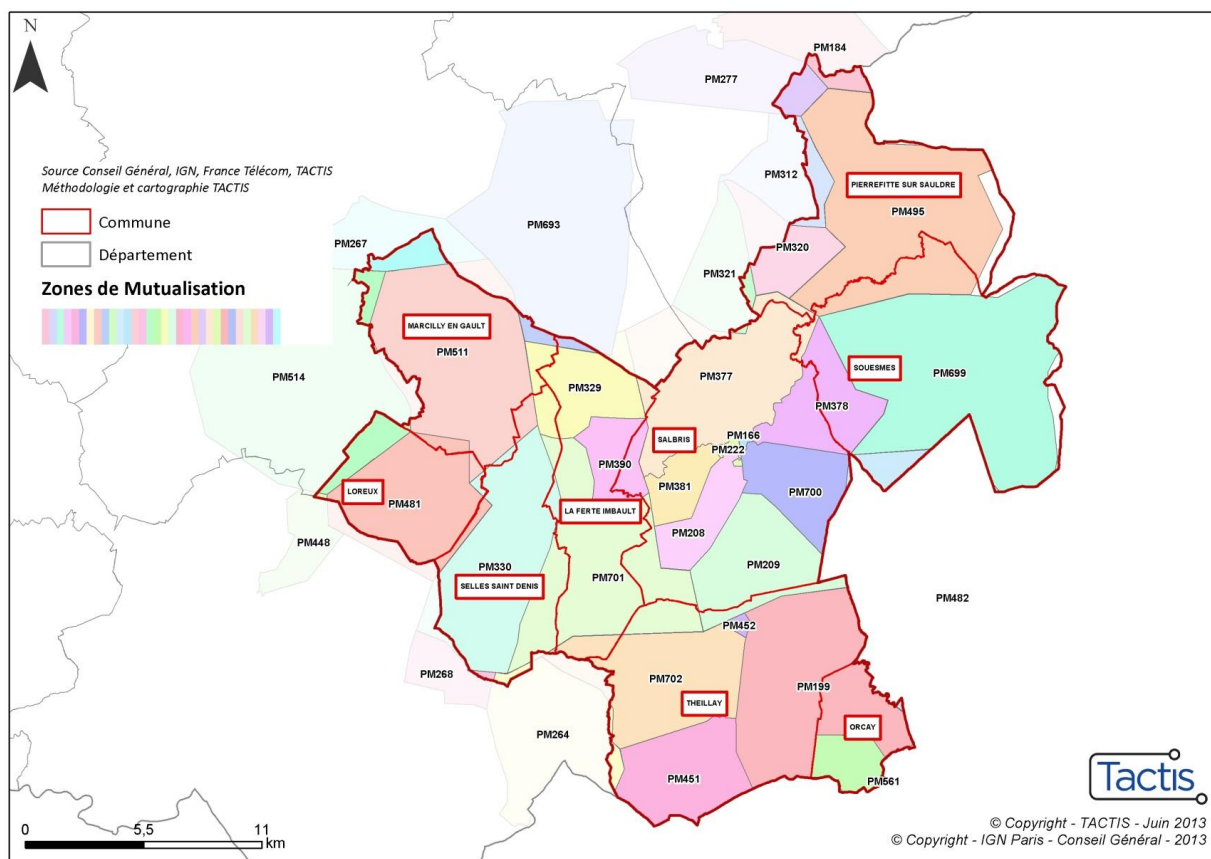 N
PM184
PM277
Source Conseil Général, IGN, France Télécom, TACTIS
Méthodologie et cartographie TACTIS
Commune
Département
Zones de Mutualisation
PM312
PIERREFITTE SUR SAULDRE
PM495
PM693
PM267
PM320
PM321
MARCILLY EN GAULT
PM511
PM377
SOUESMES
PM699
PM514
PM329
PM378
SALBRIS
PM166
PM222
PM390
PM381
LOREUX
PM481
PM700
LA FERTE IMBAULT
PM208
PM448
PM330
PM209
SELLES SAINT DENIS
PM701
PM482
PM452
PM268
PM702
PM199
THEILLAY
ORCAY
PM264
PM451
PM561
Tactis
0 5,5 11
km
© Copyright - TACTIS - Juin 2013
© Copyright - IGN Paris - Conseil Général - 2013